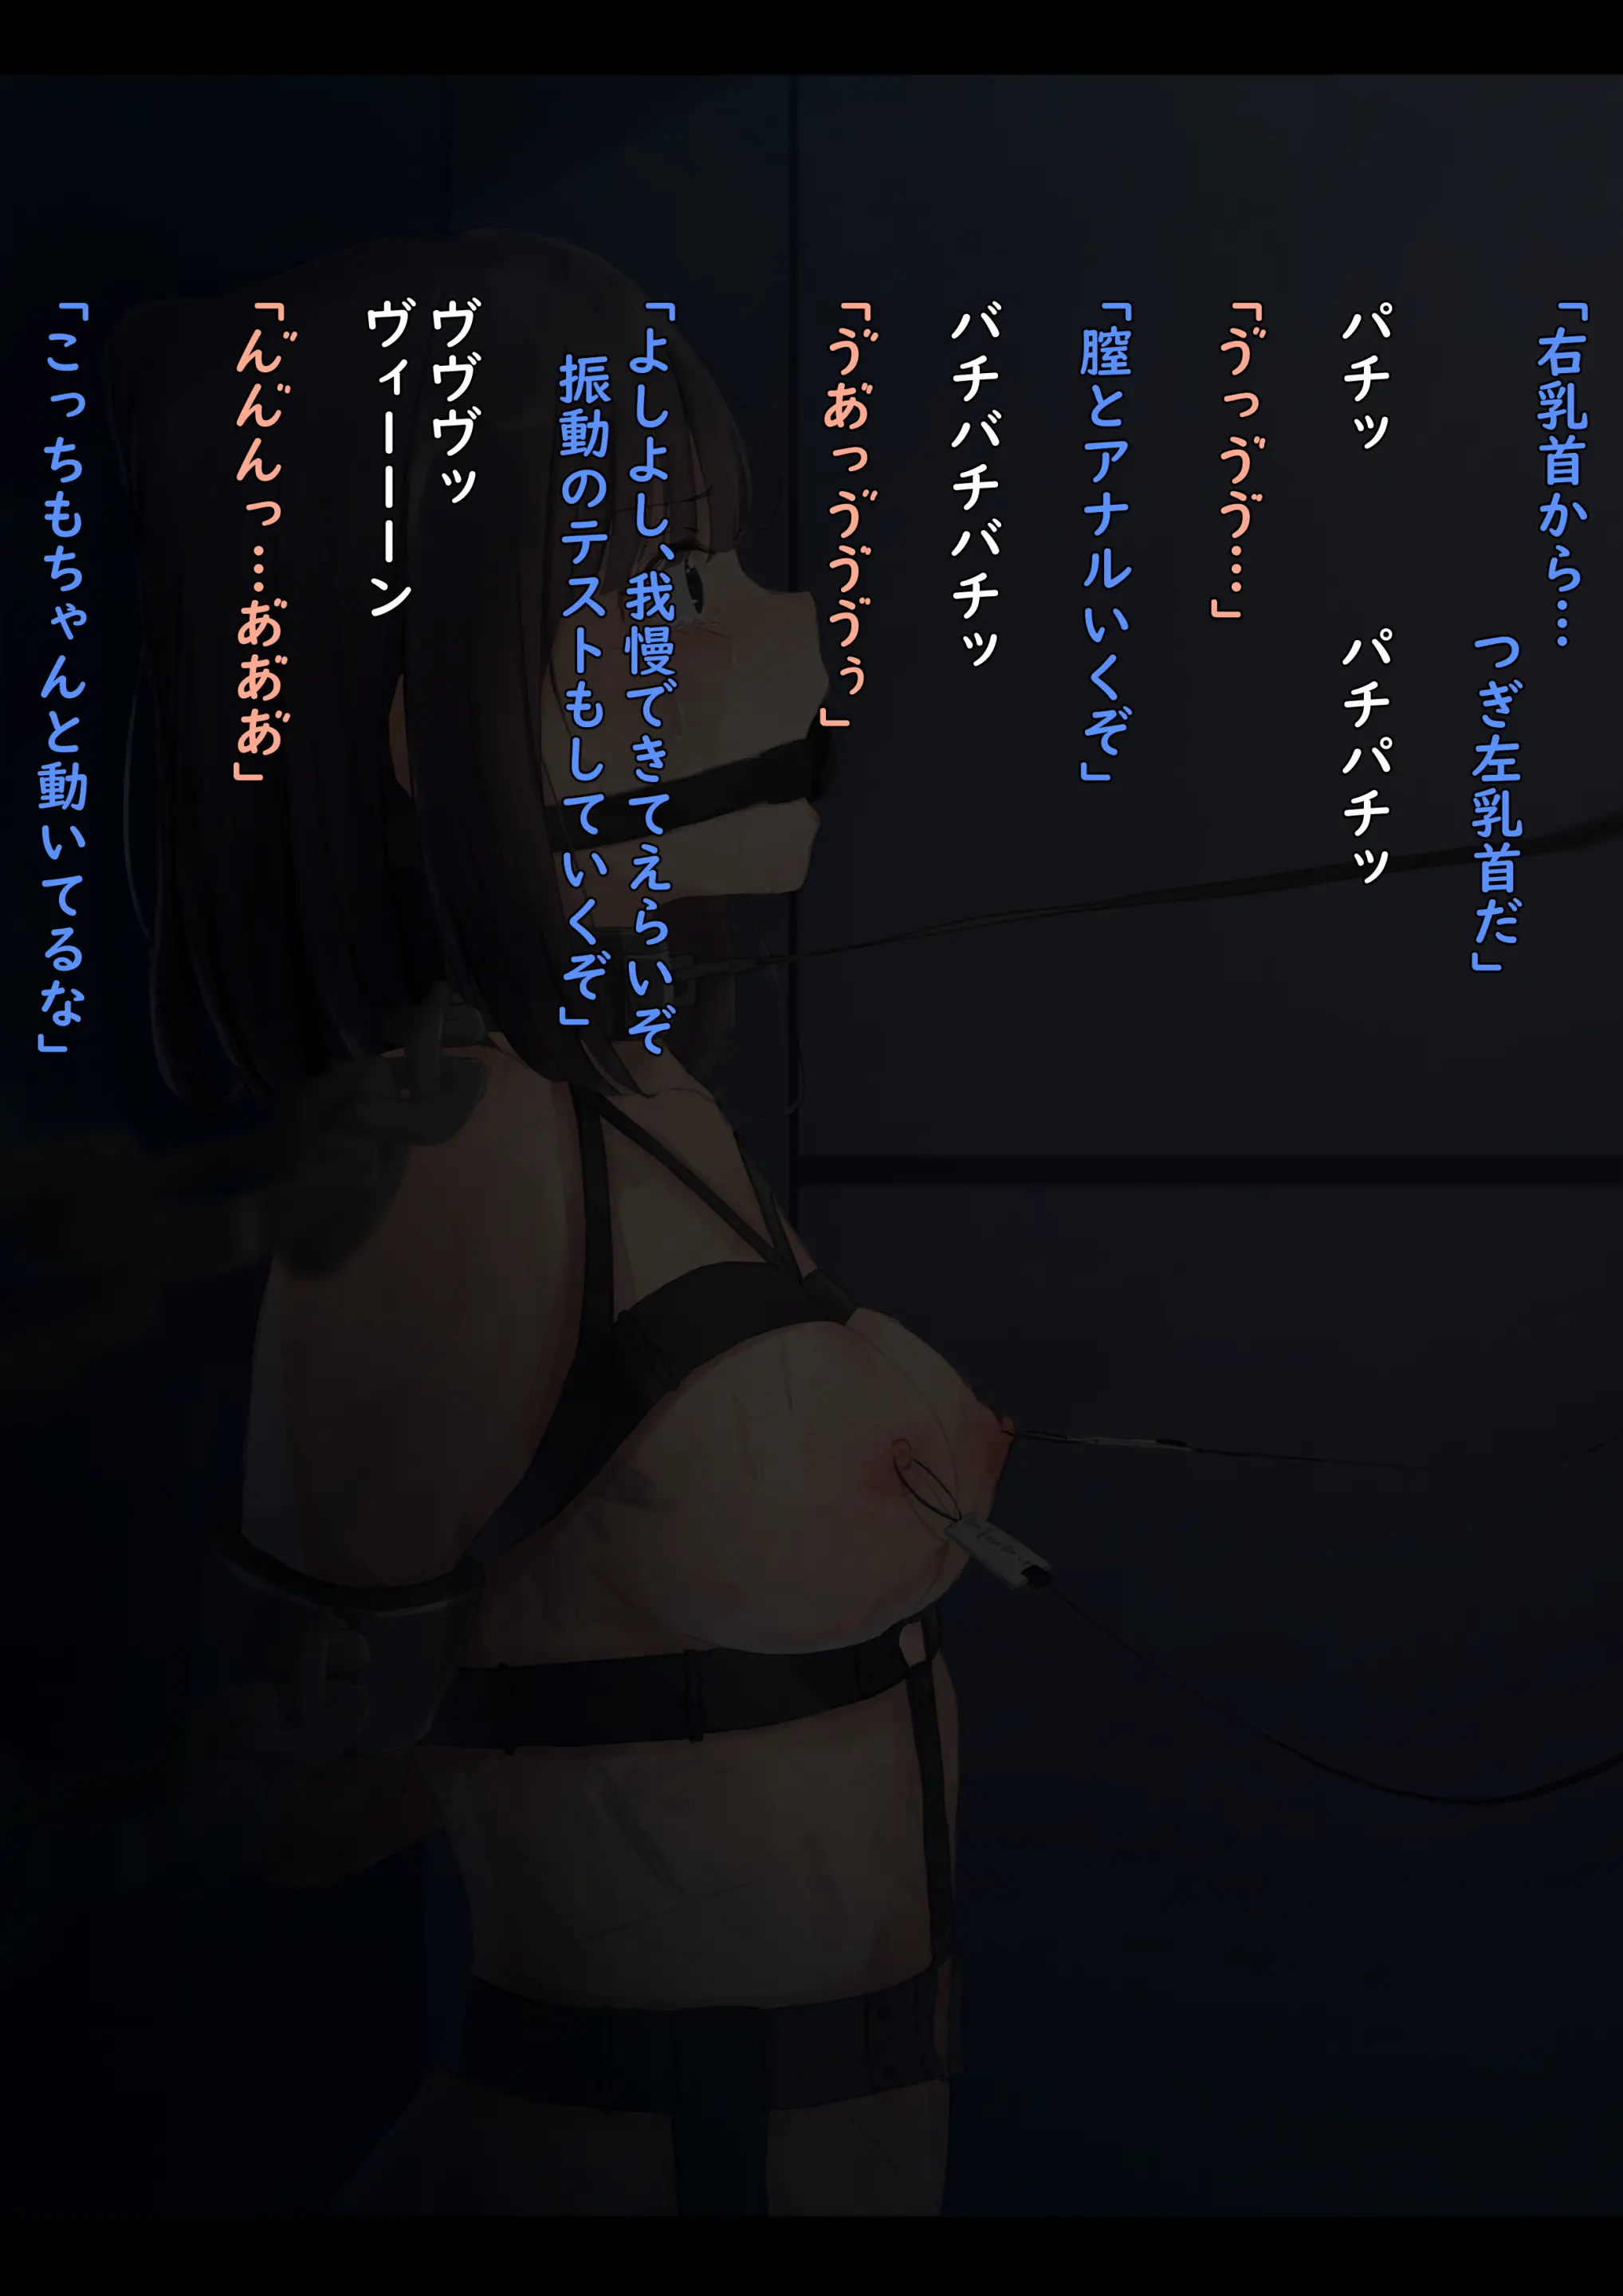 「右乳首から…
つぎ左乳首だ」
パチッ　パチパチッ
「ゔっゔゔ…」
「膣とアナルいくぞ」
バチバチバチッ
「ゔあ゙っゔゔゔぅ」
「よしよし、我慢できてえらいぞ
振動のテストもしていくぞ」
ヴヴヴッ
ヴィーーーン
「ん゙ん゙んっ…あ゙あ゙あ゙」
「こっちもちゃんと動いてるな」